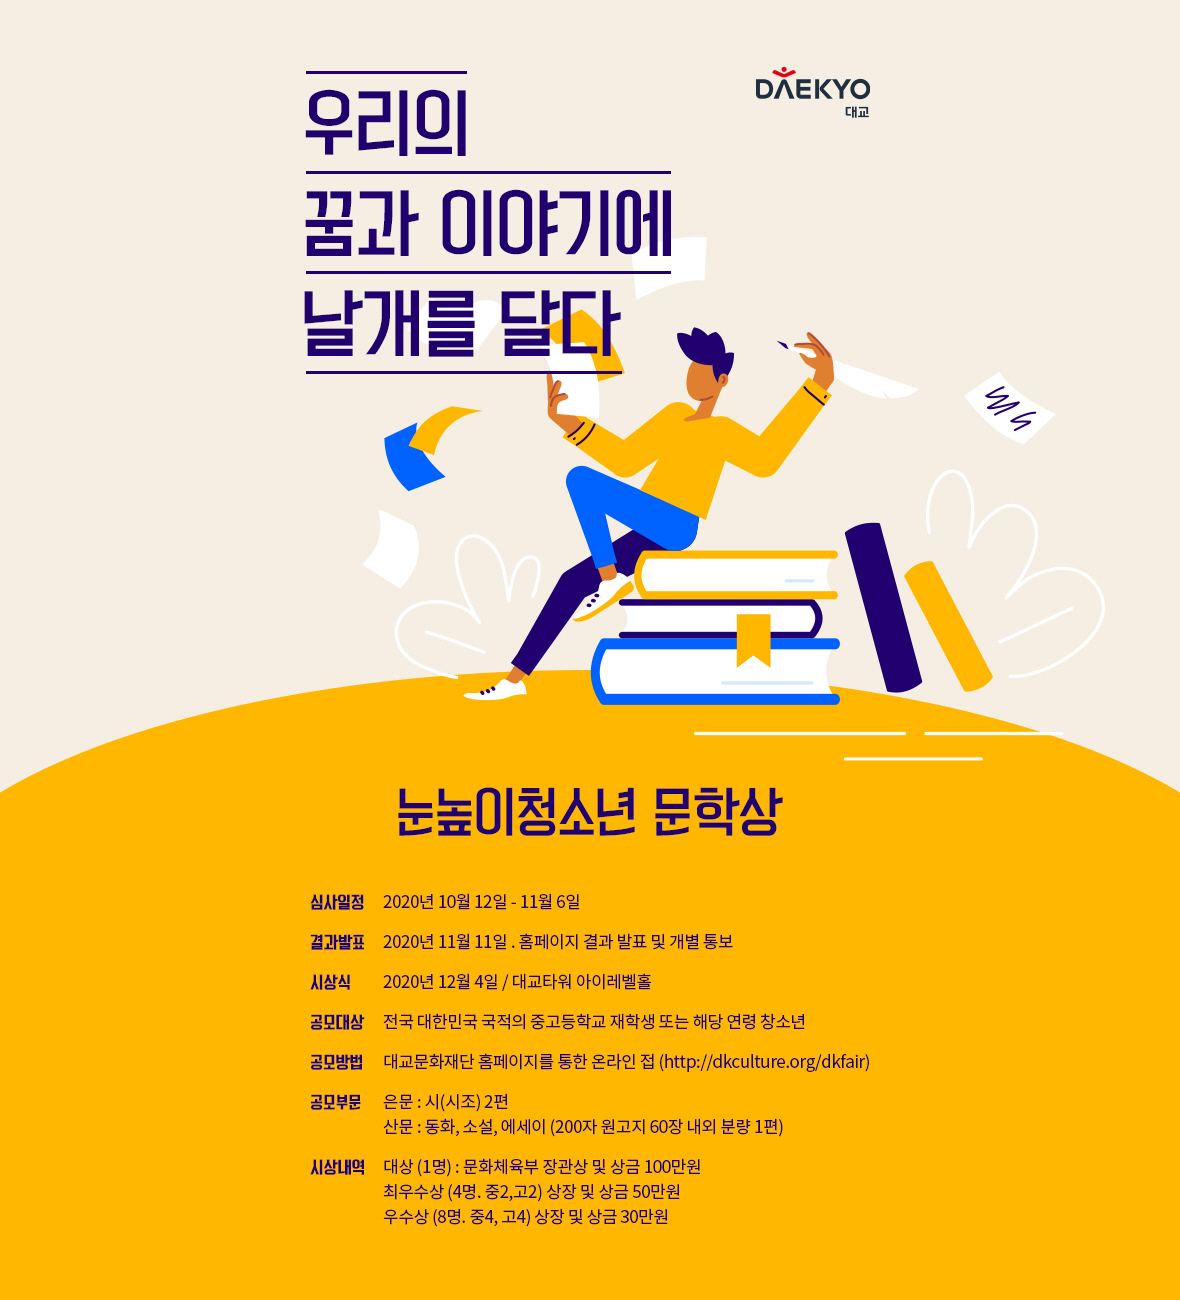 우리의
꿈과 이야기에
날개를 달다
DAEKYO
대교
눈높이청소년 문학상
심사일정 2020년 10월 12일 - 11월 6일
결과발표 2020년 11월 11일 . 홈페이지 결과 발표 및 개별 통보
시상식 2020년 12월 4일 / 대교타워 아이레벨홀
공모대상 전국 대한민국 국적의 중고등학교 재학생 또는 해당 연령 창소년
공모방법 대교문화재단 홈페이지를 통한 온라인 접 (http://dkculture.org/dkfair)
공모부문 은문 : 시(시조) 2편
산문 : 동화, 소설, 에세이 (200자 원고지 60장 내외 분량 1편)
시상내역 대상 (1명) : 문화체육부 장관상 및 상금 100만원
최우수상 (4명. 중2,고2) 상장 및 상금 50만원
우수상 (8명. 중4, 고4) 상장 및 상금 30만원